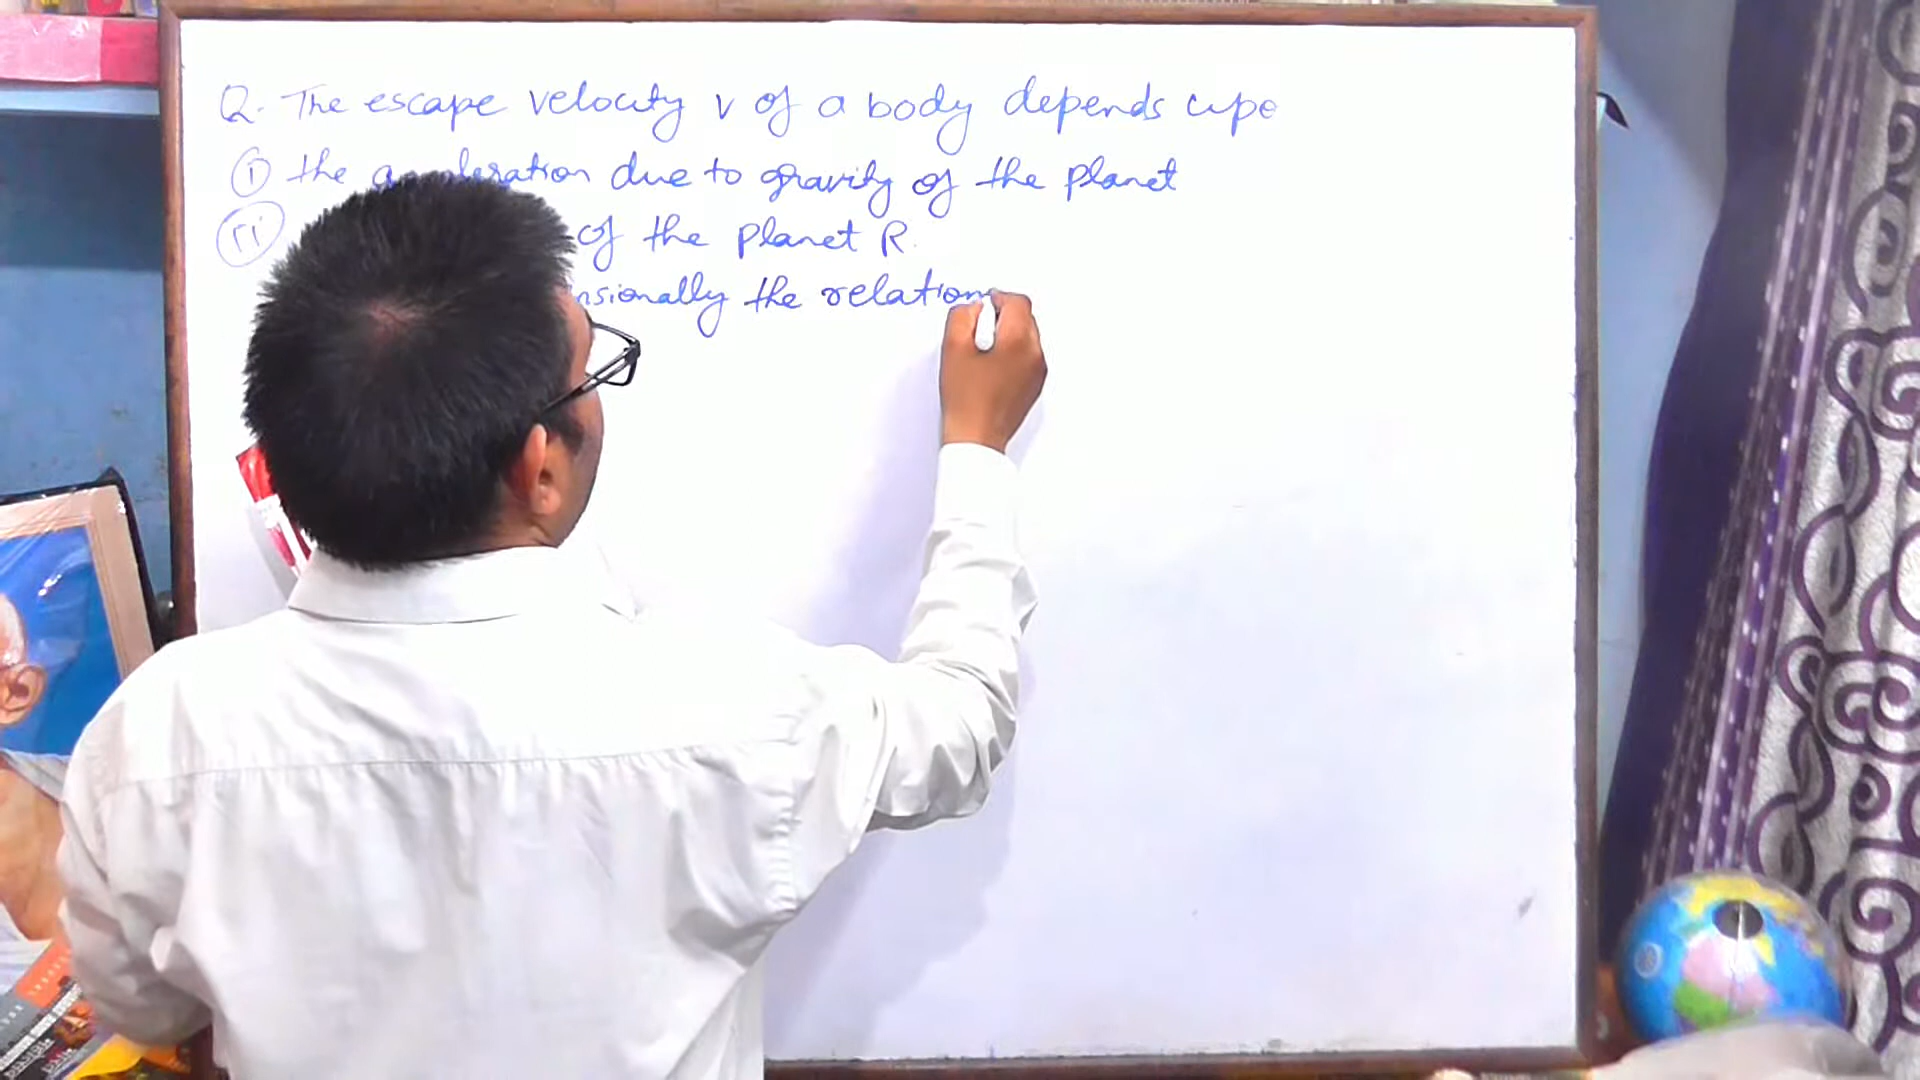 Q. The escape velocity v of a body depends upo
(i) the due to gravity of the planet
(ii) of the planet R.
the relation